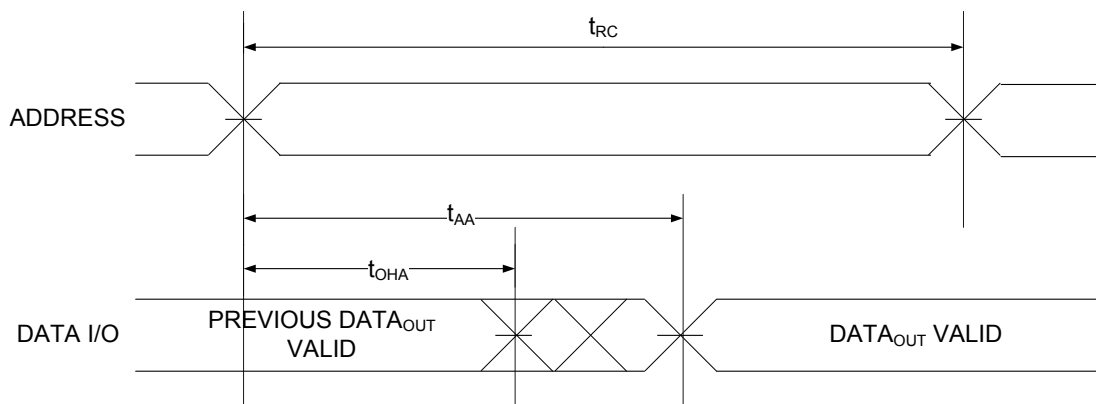 tRC
ADDRESS
tAA
tOHA
DATA I/O
PREVIOUS DATAOUT
VALID
DATAOUT VALID